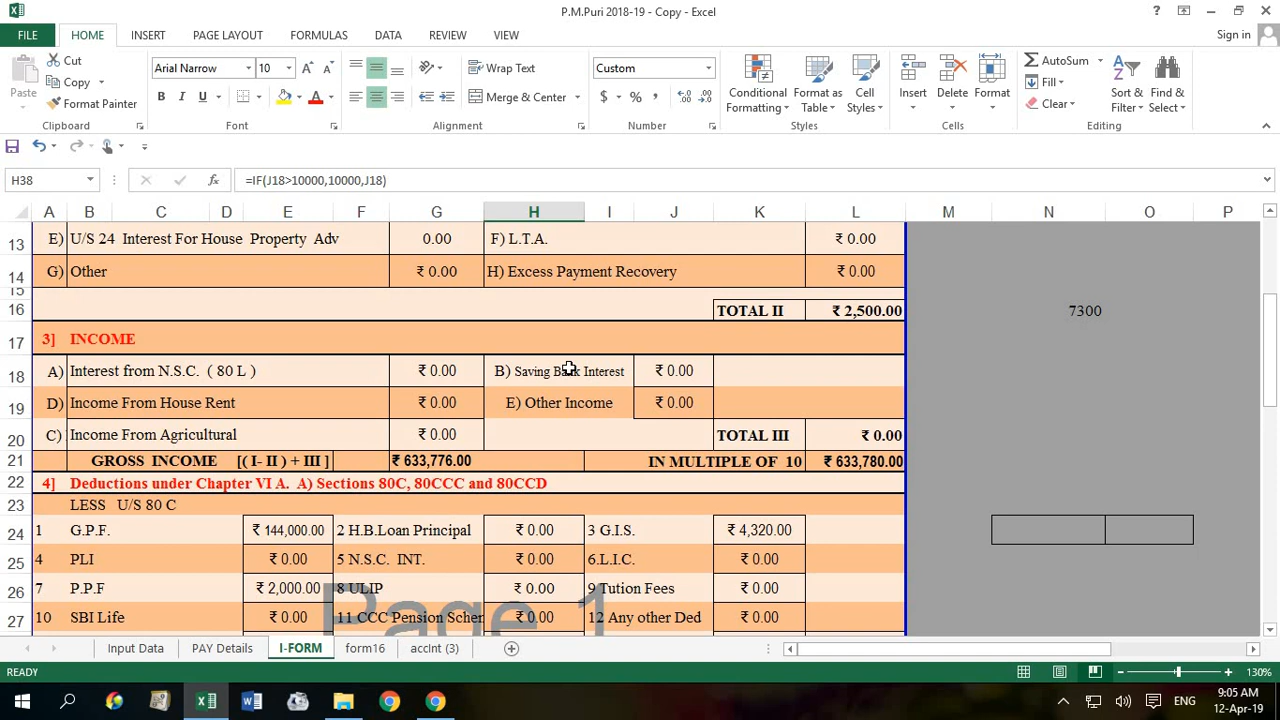 P.M.Puri 2018-19 - Copy - Excel
FILE HOME INSERT PAGE LAYOUT FORMULAS DATA REVIEW VIEW Sign in
Cut Arial Narrow 10 Wrap Text Custom AutoSum
Paste Copy Conditional Formatting Format as Table Cell Styles Insert Delete Format Fill Sort & Filter Find & Select
Format Painter B I U A Merge & Center $ % , Clear
Clipboard Font Alignment Number Styles Cells Editing
H38 fx =IF(J18>10000,10000,J18)
A B C D E F G H I J K L M N O P
13 E) U/S 24 Interest For House Property Adv 0.00 F) L.T.A. ₹ 0.00
14 G) Other ₹ 0.00 H) Excess Payment Recovery ₹ 0.00
15
16 TOTAL II ₹ 2,500.00 7300
17 3] INCOME
18 A) Interest from N.S.C. ( 80 L ) ₹ 0.00 B) Saving Bank Interest ₹ 0.00
19 D) Income From House Rent ₹ 0.00 E) Other Income ₹ 0.00
20 C) Income From Agricultural ₹ 0.00 TOTAL III ₹ 0.00
21 GROSS INCOME [( I- II ) + III ] ₹ 633,776.00 IN MULTIPLE OF 10 ₹ 633,780.00
22 4] Deductions under Chapter VI A. A) Sections 80C, 80CCC and 80CCD
23 LESS U/S 80 C
24 1 G.P.F. ₹ 144,000.00 2 H.B.Loan Principal ₹ 0.00 3 G.I.S. ₹ 4,320.00
25 4 PLI ₹ 0.00 5 N.S.C. INT. ₹ 0.00 6.L.I.C. ₹ 0.00
26 7 P.P.F ₹ 2,000.00 8 ULIP ₹ 0.00 9 Tution Fees ₹ 0.00
Page 1
27 10 SBI Life ₹ 0.00 11 CCC Pension Schem ₹ 0.00 12 Any other Ded ₹ 0.00
Input Data PAY Details I-FORM form16 accInt (3)
READY 130%
ENG 9:05 AM
12-Apr-19